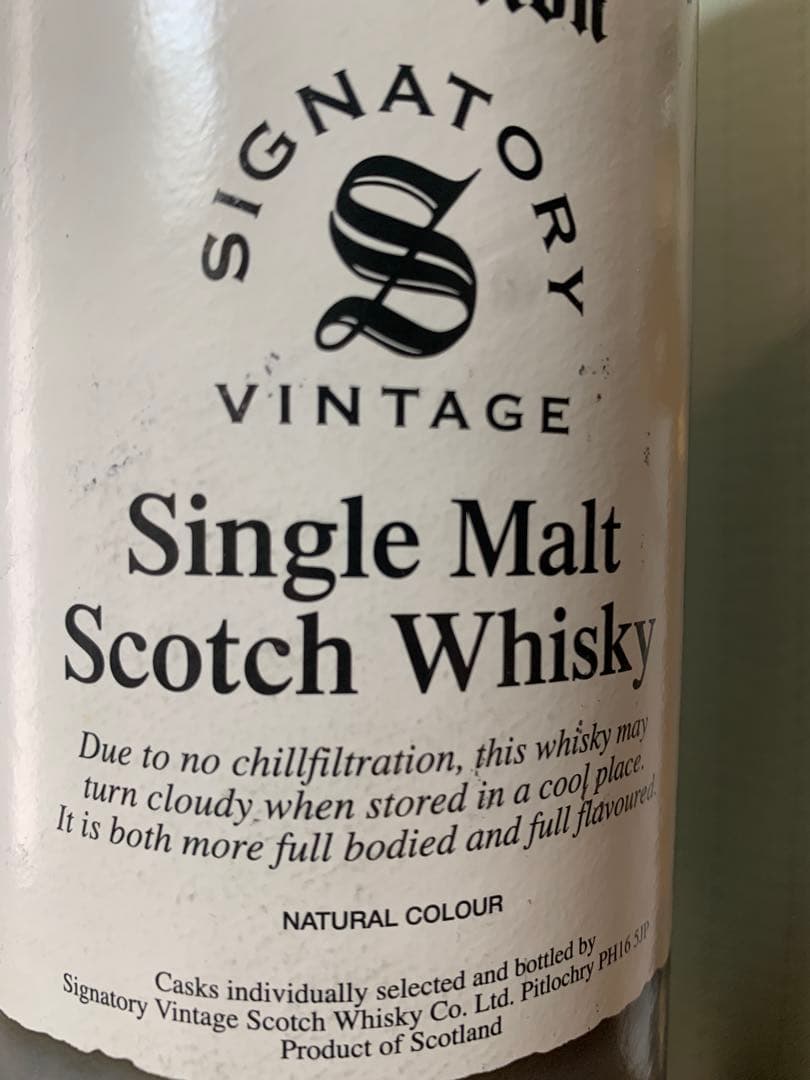 SIGNATORY
S
VINTAGE
Single Malt
Scotch Whisky
Due to no chillfiltration, this whisky may
turn cloudy when stored in a cool place.
It is both more full bodied and full flavoured.
NATURAL COLOUR
Casks individually selected and bottled by
Signatory Vintage Scotch Whisky Co. Ltd. Pitlochry PH16 5JP
Product of Scotland